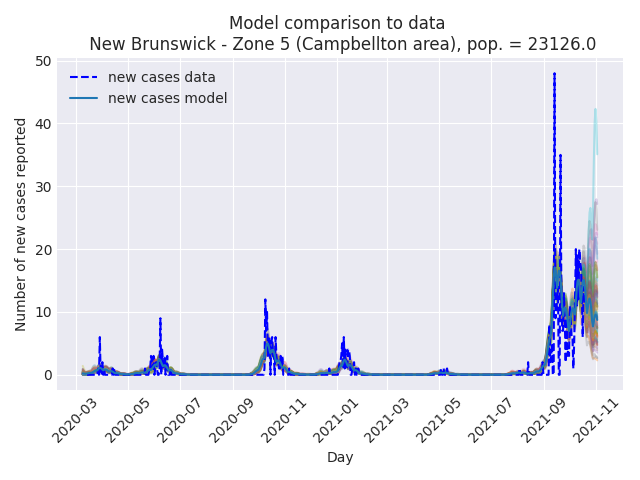 Model comparison to data
New Brunswick - Zone 5 (Campbellton area), pop. = 23126.0
new cases data
new cases model
Number of new cases reported
50
40
30
20
10
0
2020-03
2020-05
2020-07
2020-09
2020-11
2021-01
2021-03
2021-05
2021-07
2021-09
2021-11
Day